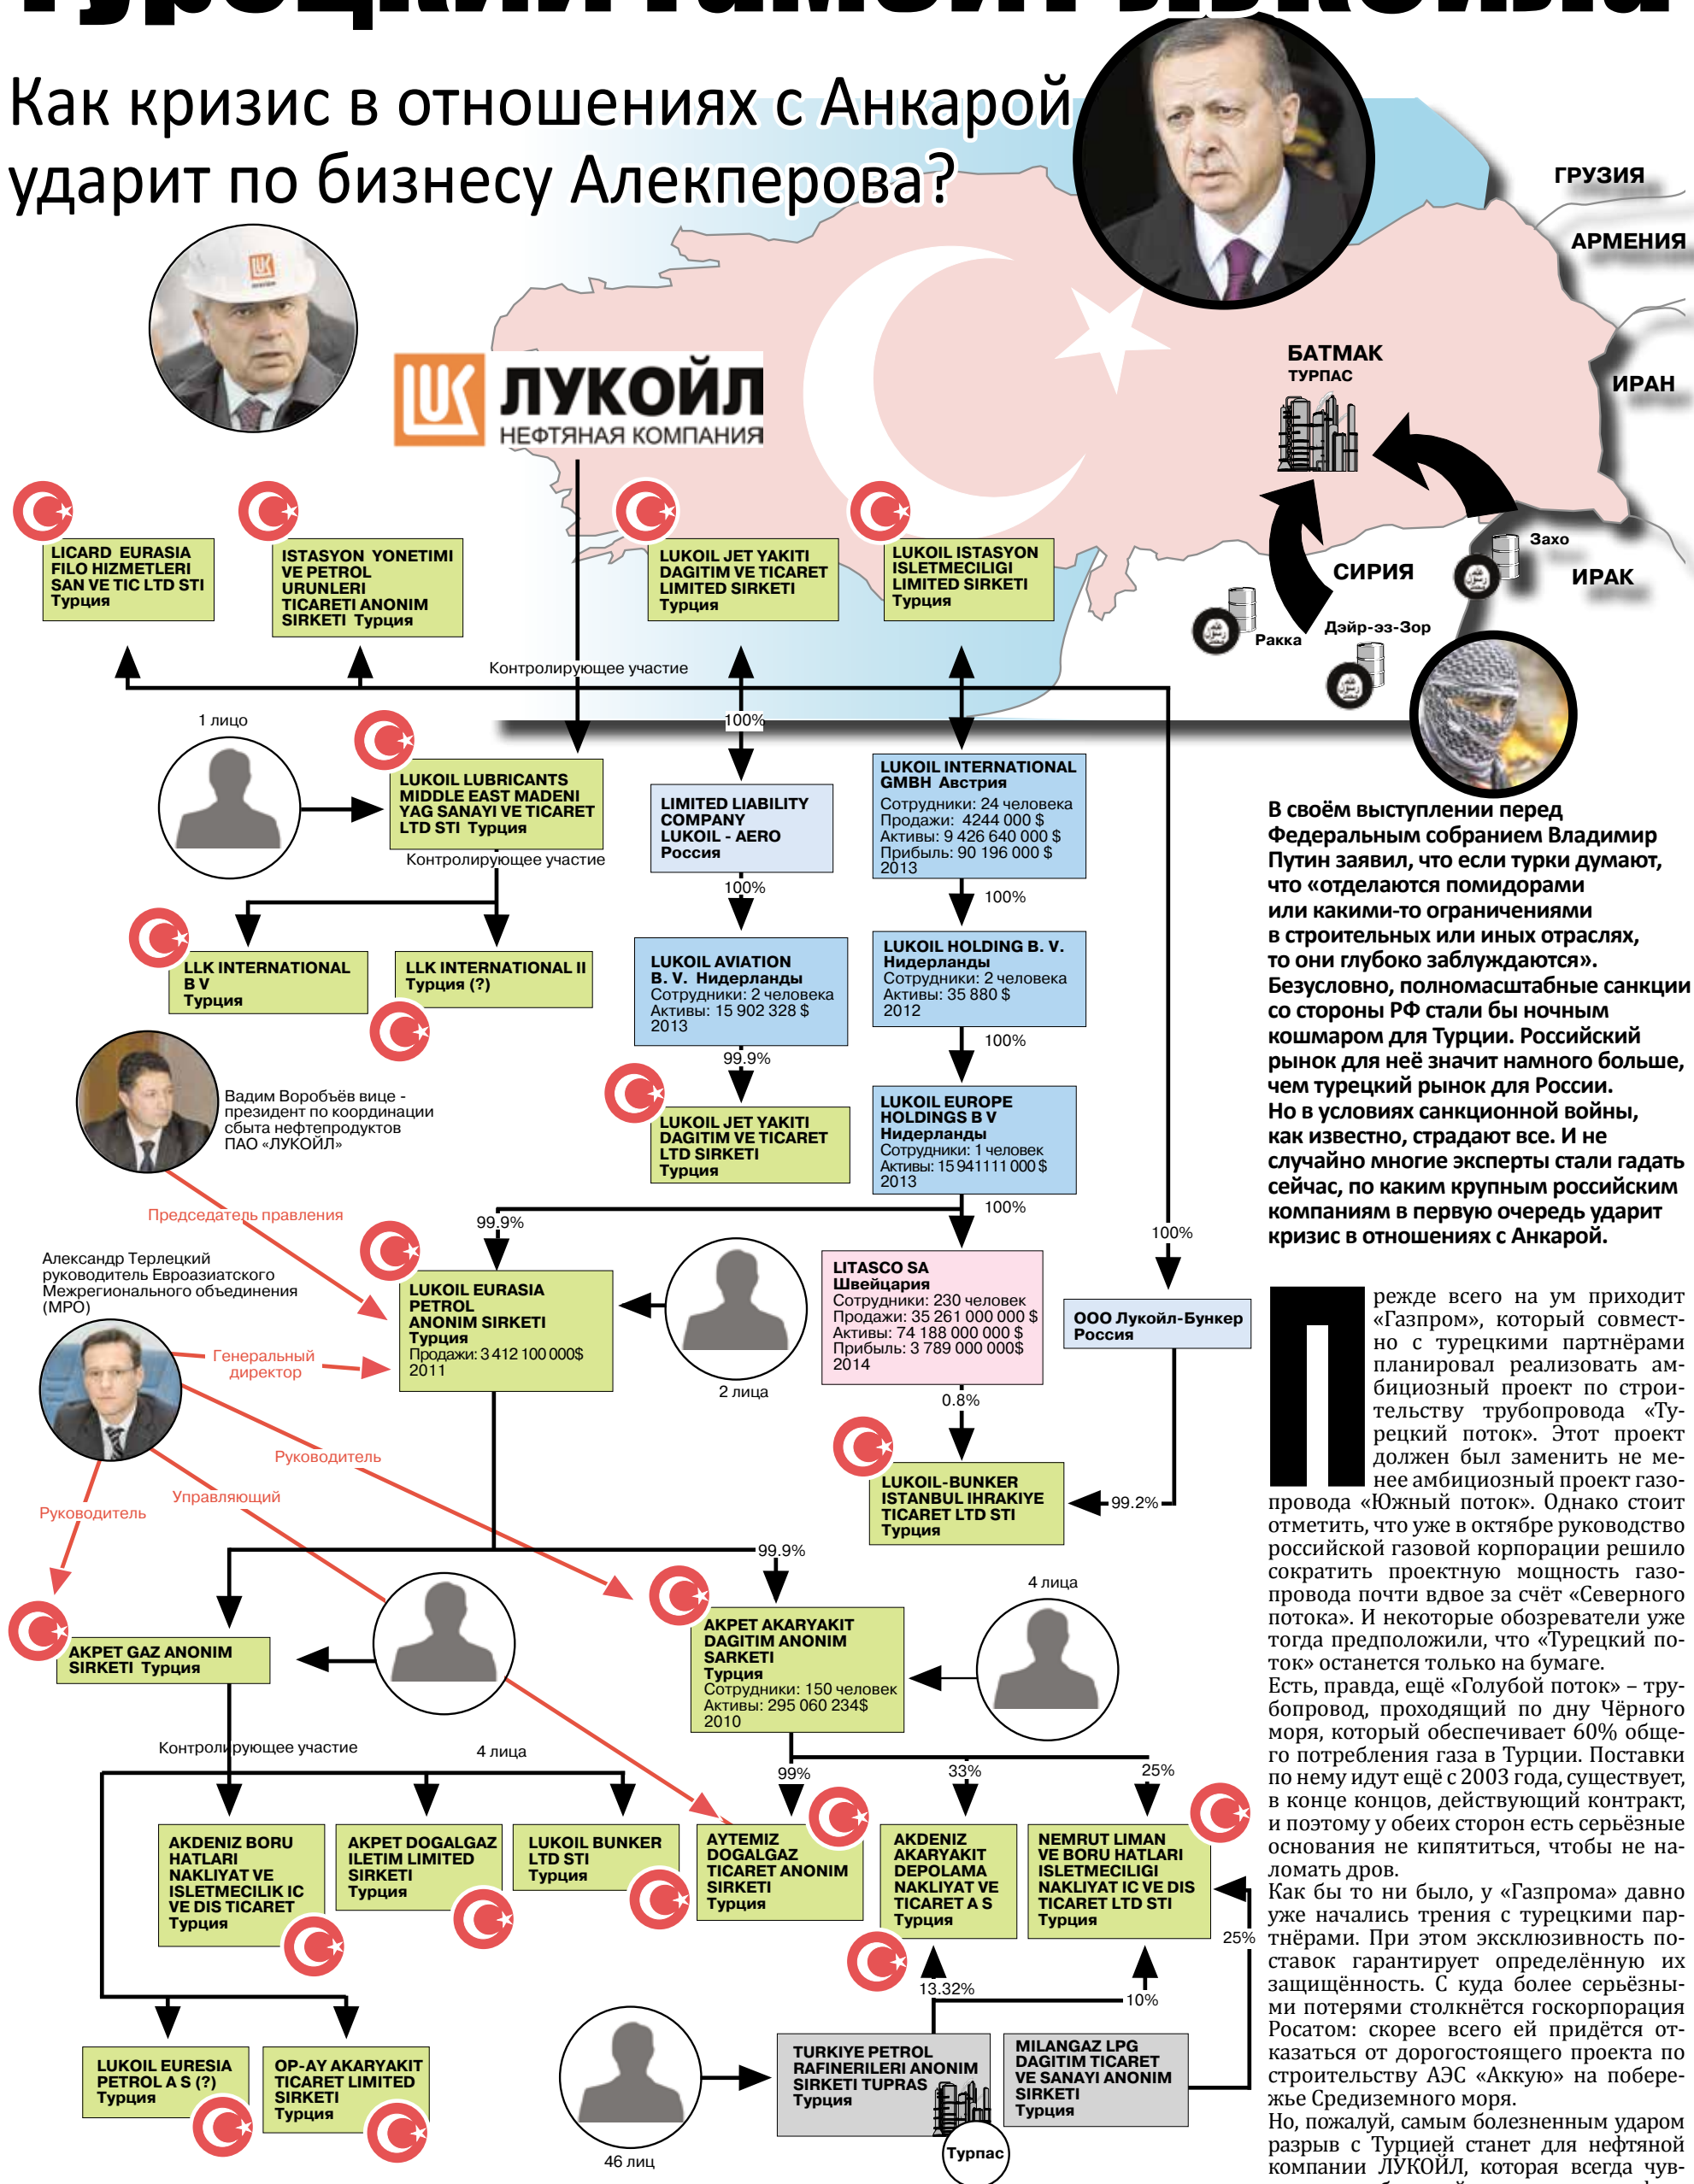 Турецкий гамбит ЛУКОЙЛа
Как кризис в отношениях с Анкарой
ударит по бизнесу Алекперова?
ГРУЗИЯ
АРМЕНИЯ
ИРАН
БАТМАК
ТУРПАС
ЛУКОЙЛ
НЕФТЯНАЯ КОМПАНИЯ
Захо
СИРИЯ
ИРАК
Ракка
Дэйр-эз-Зор
LICARD EURASIA
FILO HIZMETLERI
SAN VE TIC LTD STI
Турция
ISTASYON YONETIMI
VE PETROL
URUNLERI
TICARETI ANONIM
SIRKETI Турция
LUKOIL JET YAKITI
DAGITIM VE TICARET
LIMITED SIRKETI
Турция
LUKOIL ISTASYON
ISLETMECILIGI
LIMITED SIRKETI
Турция
Контролирующее участие
1 лицо
100%
LUKOIL LUBRICANTS
MIDDLE EAST MADENI
YAG SANAYI VE TICARET
LTD STI Турция
Контролирующее участие
LIMITED LIABILITY
COMPANY
LUKOIL - AERO
Россия
100%
LUKOIL INTERNATIONAL
GMBH Австрия
Сотрудники: 24 человека
Продажи: 4244 000 $
Активы: 9 426 640 000 $
Прибыль: 90 196 000 $
2013
100%
LLK INTERNATIONAL
B V
Турция
LLK INTERNATIONAL II
Турция (?)
LUKOIL AVIATION
B. V. Нидерланды
Сотрудники: 2 человека
Активы: 15 902 328 $
2013
99.9%
LUKOIL HOLDING B. V.
Нидерланды
Сотрудники: 2 человека
Активы: 35 880 $
2012
100%
Вадим Воробьёв вице -
президент по координации
сбыта нефтепродуктов
ПАО «ЛУКОЙЛ»
LUKOIL JET YAKITI
DAGITIM VE TICARET
LTD SIRKETI
Турция
LUKOIL EUROPE
HOLDINGS B V
Нидерланды
Сотрудники: 1 человек
Активы: 15 941111 000 $
2013
100%
Председатель правления
99.9%
100%
Александр Терлецкий
руководитель Евроазиатского
Межрегионального объединения
(МРО)
LUKOIL EURASIA
PETROL
ANONIM SIRKETI
Турция
Продажи: 3 412 100 000$
2011
2 лица
LITASCO SA
Швейцария
Сотрудники: 230 человек
Продажи: 35 261 000 000 $
Активы: 74 188 000 000 $
Прибыль: 3 789 000 000$
2014
0.8%
ООО Лукойл-Бункер
Россия
Генеральный
директор
Руководитель
Управляющий
Руководитель
LUKOIL-BUNKER
ISTANBUL IHRAKIYE
TICARET LTD STI
Турция
99.2%
99.9%
4 лица
AKPET GAZ ANONIM
SIRKETI Турция
AKPET AKARYAKIT
DAGITIM ANONIM
SARKETI
Турция
Сотрудники: 150 человек
Активы: 295 060 234$
2010
Контролирующее участие
4 лица
99%
33%
25%
AKDENIZ BORU
HATLARI
NAKLIYAT VE
ISLETMECILIK IC
VE DIS TICARET
Турция
AKPET DOGALGAZ
ILETIM LIMITED
SIRKETI
Турция
LUKOIL BUNKER
LTD STI
Турция
AYTEMIZ
DOGALGAZ
TICARET ANONIM
SIRKETI
Турция
AKDENIZ
AKARYAKIT
DEPOLAMA
NAKLIYAT VE
TICARET A S
Турция
NEMRUT LIMAN
VE BORU HATLARI
ISLETMECILIGI
NAKLIYAT IC VE DIS
TICARET LTD STI
Турция
25%
13.32%
10%
LUKOIL EURESIA
PETROL A S (?)
Турция
OP-AY AKARYAKIT
TICARET LIMITED
SIRKETI
Турция
46 лиц
TURKIYE PETROL
RAFINERILERI ANONIM
SIRKETI TUPRAS
Турция
Турпас
MILANGAZ LPG
DAGITIM TICARET
VE SANAYI ANONIM
SIRKETI
Турция
В своём выступлении перед
Федеральным собранием Владимир
Путин заявил, что если турки думают,
что «отделаются помидорами
или какими-то ограничениями
в строительных или иных отраслях,
то они глубоко заблуждаются».
Безусловно, полномасштабные санкции
со стороны РФ стали бы ночным
кошмаром для Турции. Российский
рынок для неё значит намного больше,
чем турецкий рынок для России.
Но в условиях санкционной войны,
как известно, страдают все. И не
случайно многие эксперты стали гадать
сейчас, по каким крупным российским
компаниям в первую очередь ударит
кризис в отношениях с Анкарой.
Прежде всего на ум приходит
«Газпром», который совмест-
но с турецкими партнёрами
планировал реализовать ам-
бициозный проект по строи-
тельству трубопровода «Ту-
рецкий поток». Этот проект
должен был заменить не ме-
нее амбициозный проект газо-
провода «Южный поток». Однако стоит
отметить, что уже в октябре руководство
российской газовой корпорации решило
сократить проектную мощность газо-
провода почти вдвое за счёт «Северного
потока». И некоторые обозреватели уже
тогда предположили, что «Турецкий по-
ток» останется только на бумаге.
Есть, правда, ещё «Голубой поток» – тру-
бопровод, проходящий по дну Чёрного
моря, который обеспечивает 60% обще-
го потребления газа в Турции. Поставки
по нему идут ещё с 2003 года, существует,
в конце концов, действующий контракт,
и поэтому у обеих сторон есть серьёзные
основания не кипятиться, чтобы не на-
ломать дров.
Как бы то ни было, у «Газпрома» давно
уже начались трения с турецкими пар-
тнёрами. При этом эксклюзивность по-
ставок гарантирует определённую их
защищённость. С куда более серьёзны-
ми потерями столкнётся госкорпорация
Росатом: скорее всего ей придётся от-
казаться от дорогостоящего проекта по
строительству АЭС «Аккую» на побере-
жье Средиземного моря.
Но, пожалуй, самым болезненным ударом
разрыв с Турцией станет для нефтяной
компании ЛУКОЙЛ, которая всегда чув-